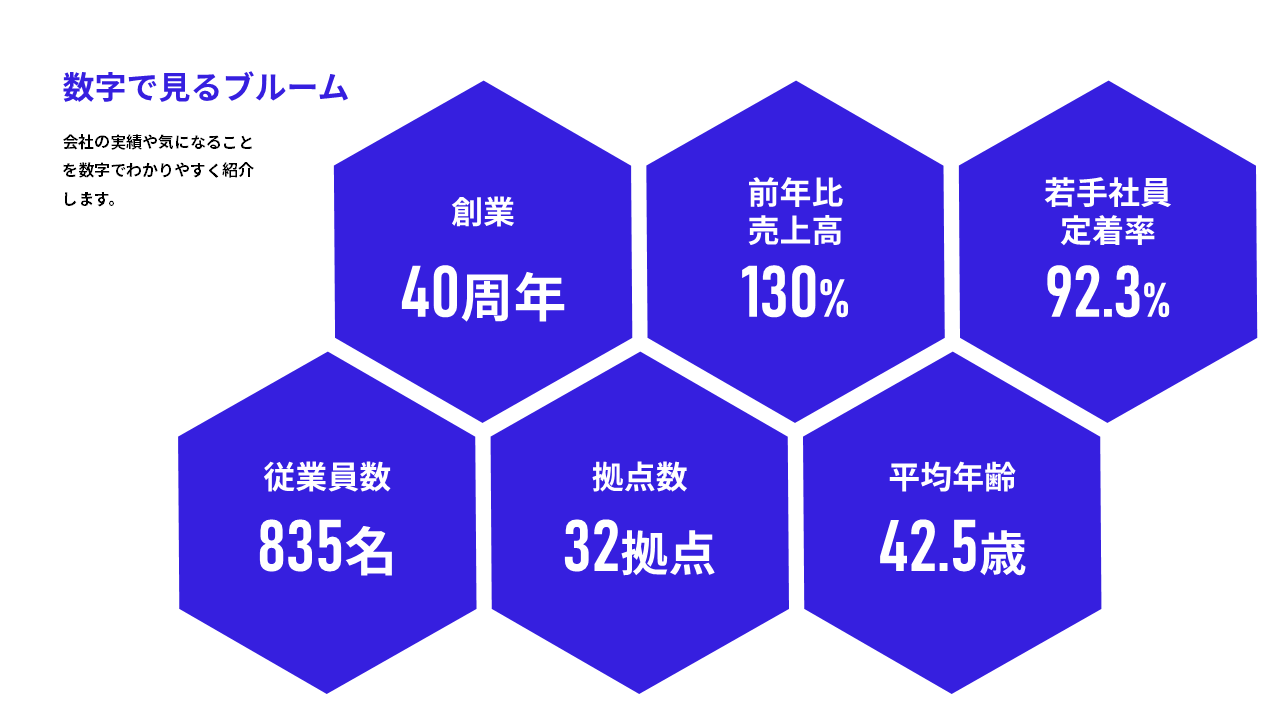 数字で見るブルーム
会社の実績や気になること
を数字でわかりやすく紹介
します。
創業
40周年
前年比
売上高
130%
若手社員
定着率
92.3%
従業員数
835名
拠点数
32拠点
平均年齢
42.5歳